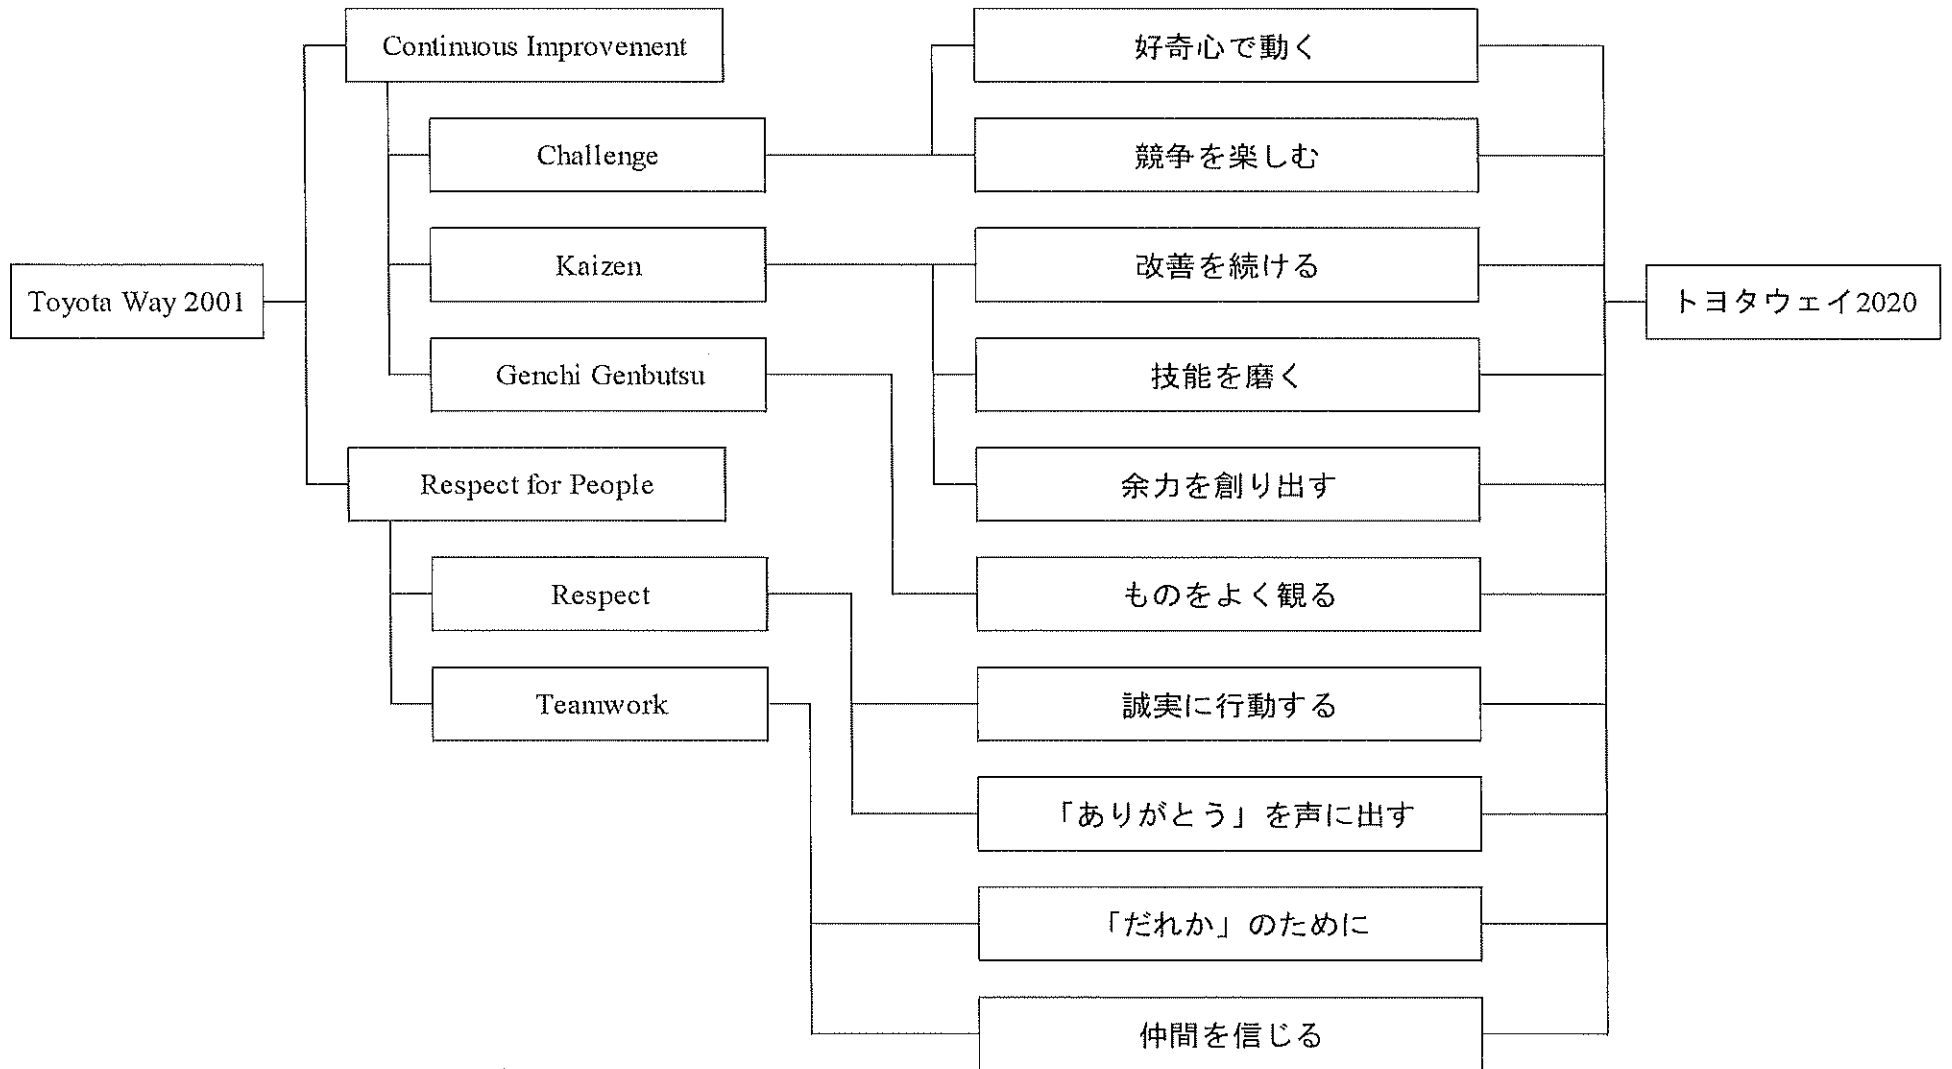 Continuous Improvement
好奇心で動く
Challenge
競争を楽しむ
Kaizen
改善を続ける
Toyota Way 2001
トヨタウェイ2020
Genchi Genbutsu
技能を磨く
Respect for People
余力を創り出す
Respect
ものをよく観る
Teamwork
誠実に行動する
「ありがとう」を声に出す
「だれか」のために
仲間を信じる